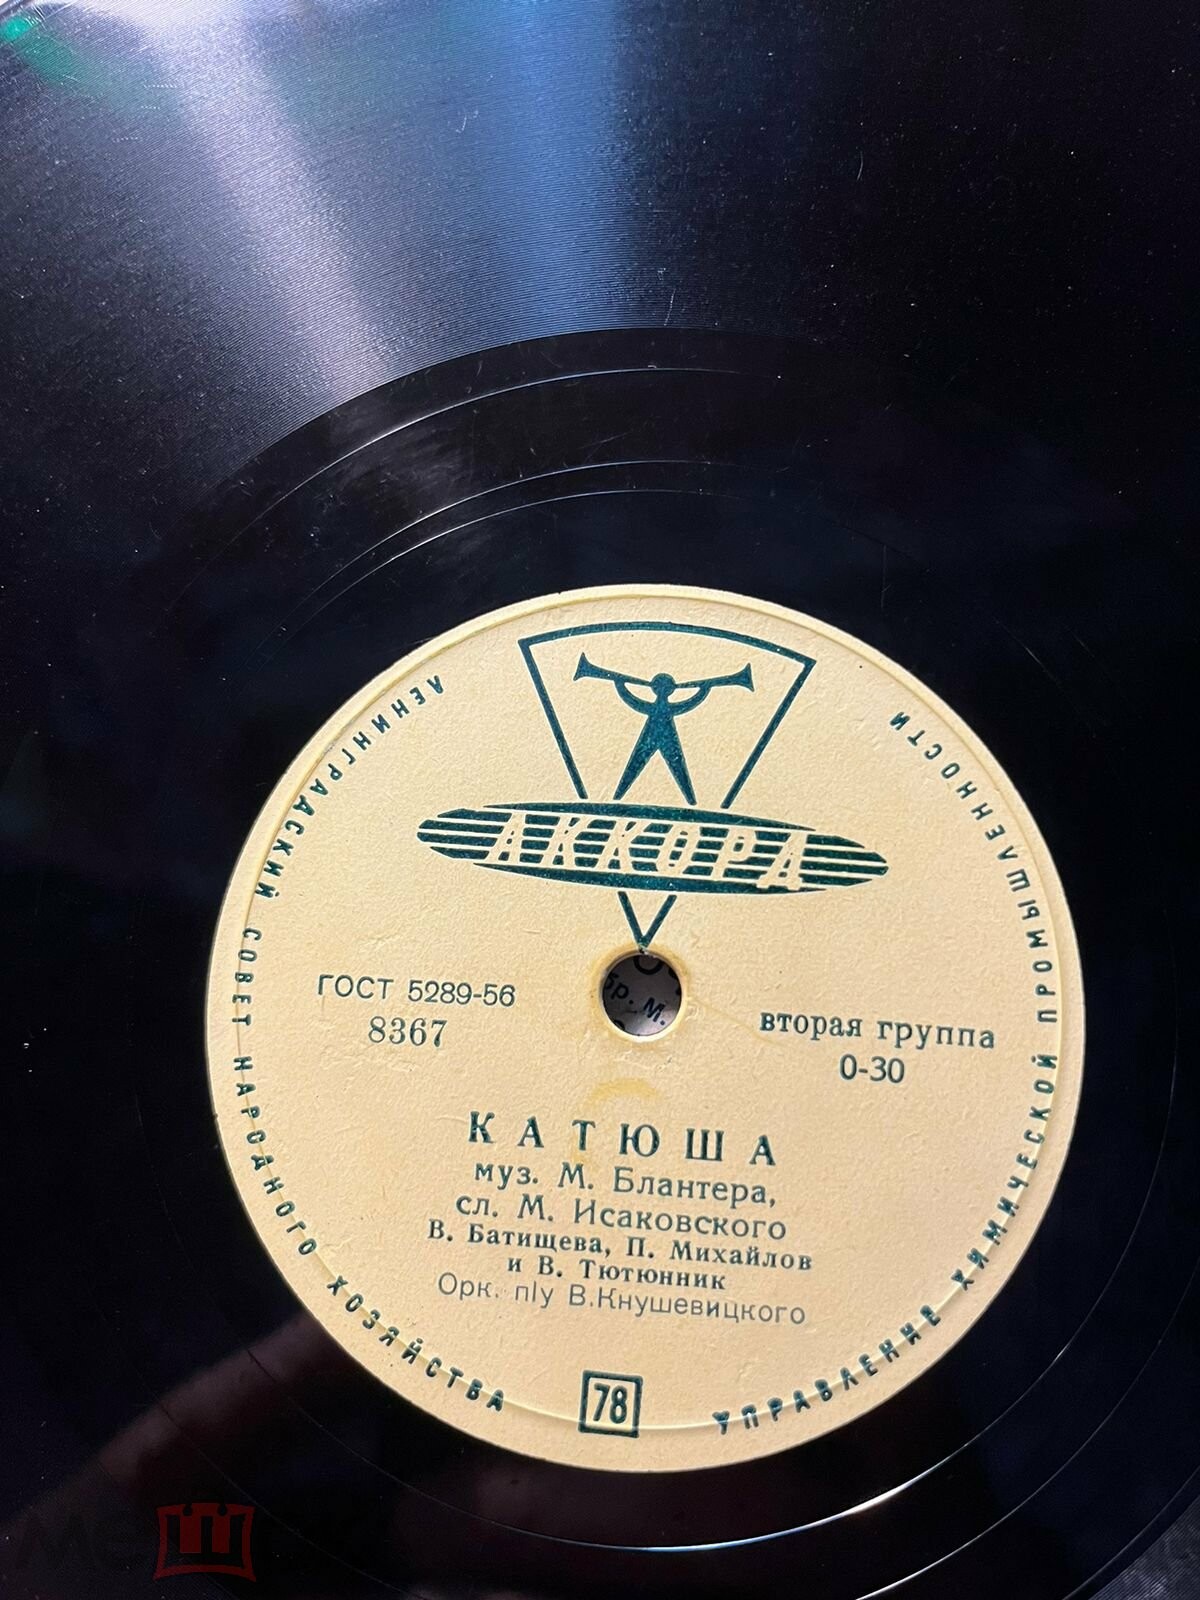 ЛЕНИНГРАДСКИЙ СОВЕТ НАРОДНОГО ХОЗЯЙСТВА
УПРАВЛЕНИЕ ХИМИЧЕСКОЙ ПРОМЫШЛЕННОСТИ
АККОРД
ГОСТ 5289-56
8367
вторая группа
0-30
КАТЮША
муз. М. Блантера,
сл. М. Исаковского
В. Батищева, П. Михайлов
и В. Тютюнник
Орк. п/у В.Кнушевицкого
78